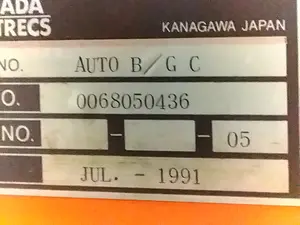 ADA
TRECS
KANAGAWA JAPAN
NO. AUTO B/G C
O. 0068050436
NO. - - 05
JUL. - 1991